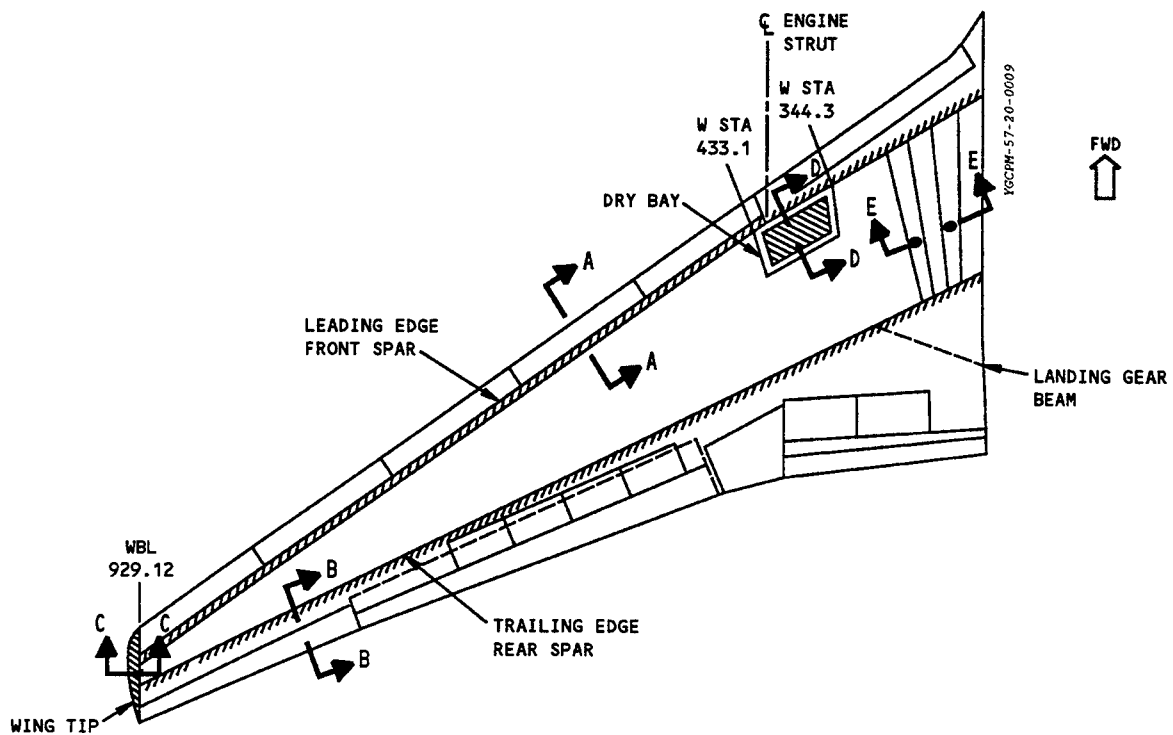 ℄ ENGINE
STRUT
W STA
344.3
W STA
433.1
YGCPM-57-20-0009
FWD
DRY BAY
D
D
E
E
A
A
LEADING EDGE
FRONT SPAR
LANDING GEAR
BEAM
WBL
929.12
B
B
C
C
TRAILING EDGE
REAR SPAR
WING TIP